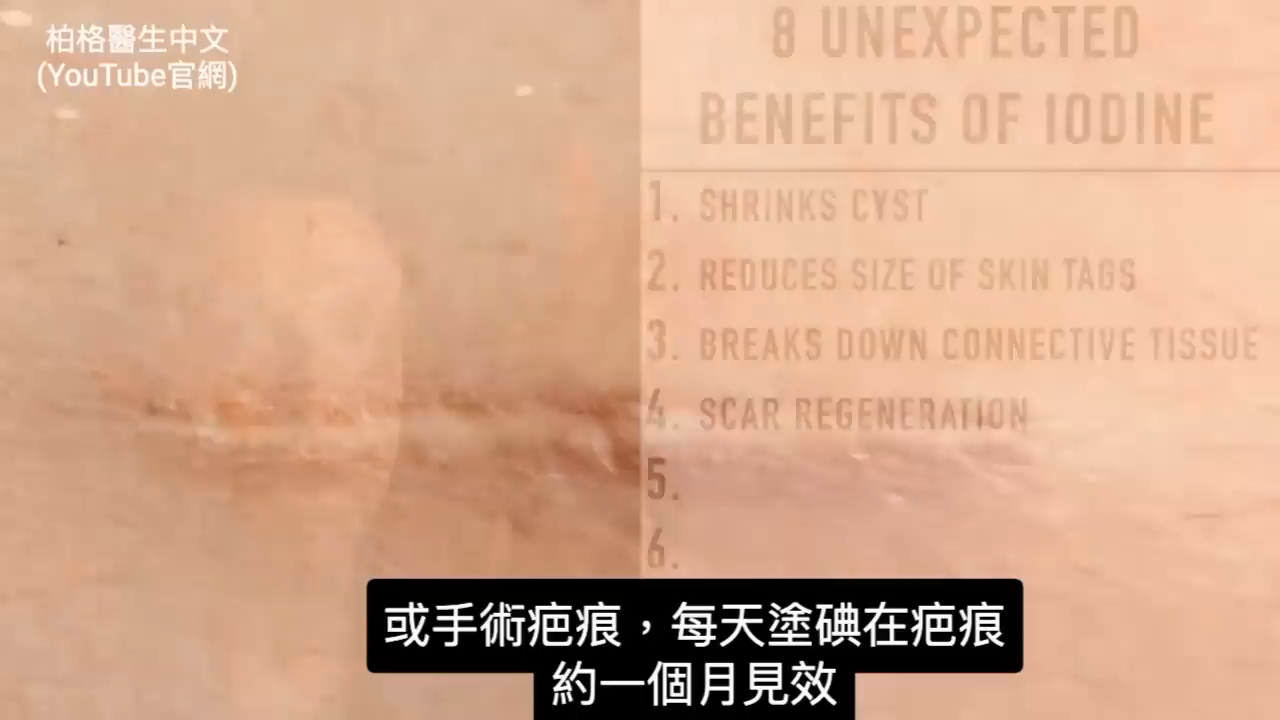 柏格醫生中文
(YouTube官網)
8 UNEXPECTED
BENEFITS OF IODINE
1. SHRINKS CYST
2. REDUCES SIZE OF SKIN TAGS
3. BREAKS DOWN CONNECTIVE TISSUE
4. SCAR REGENERATION
5.
6.
或手術疤痕，每天塗碘在疤痕
約一個月見效